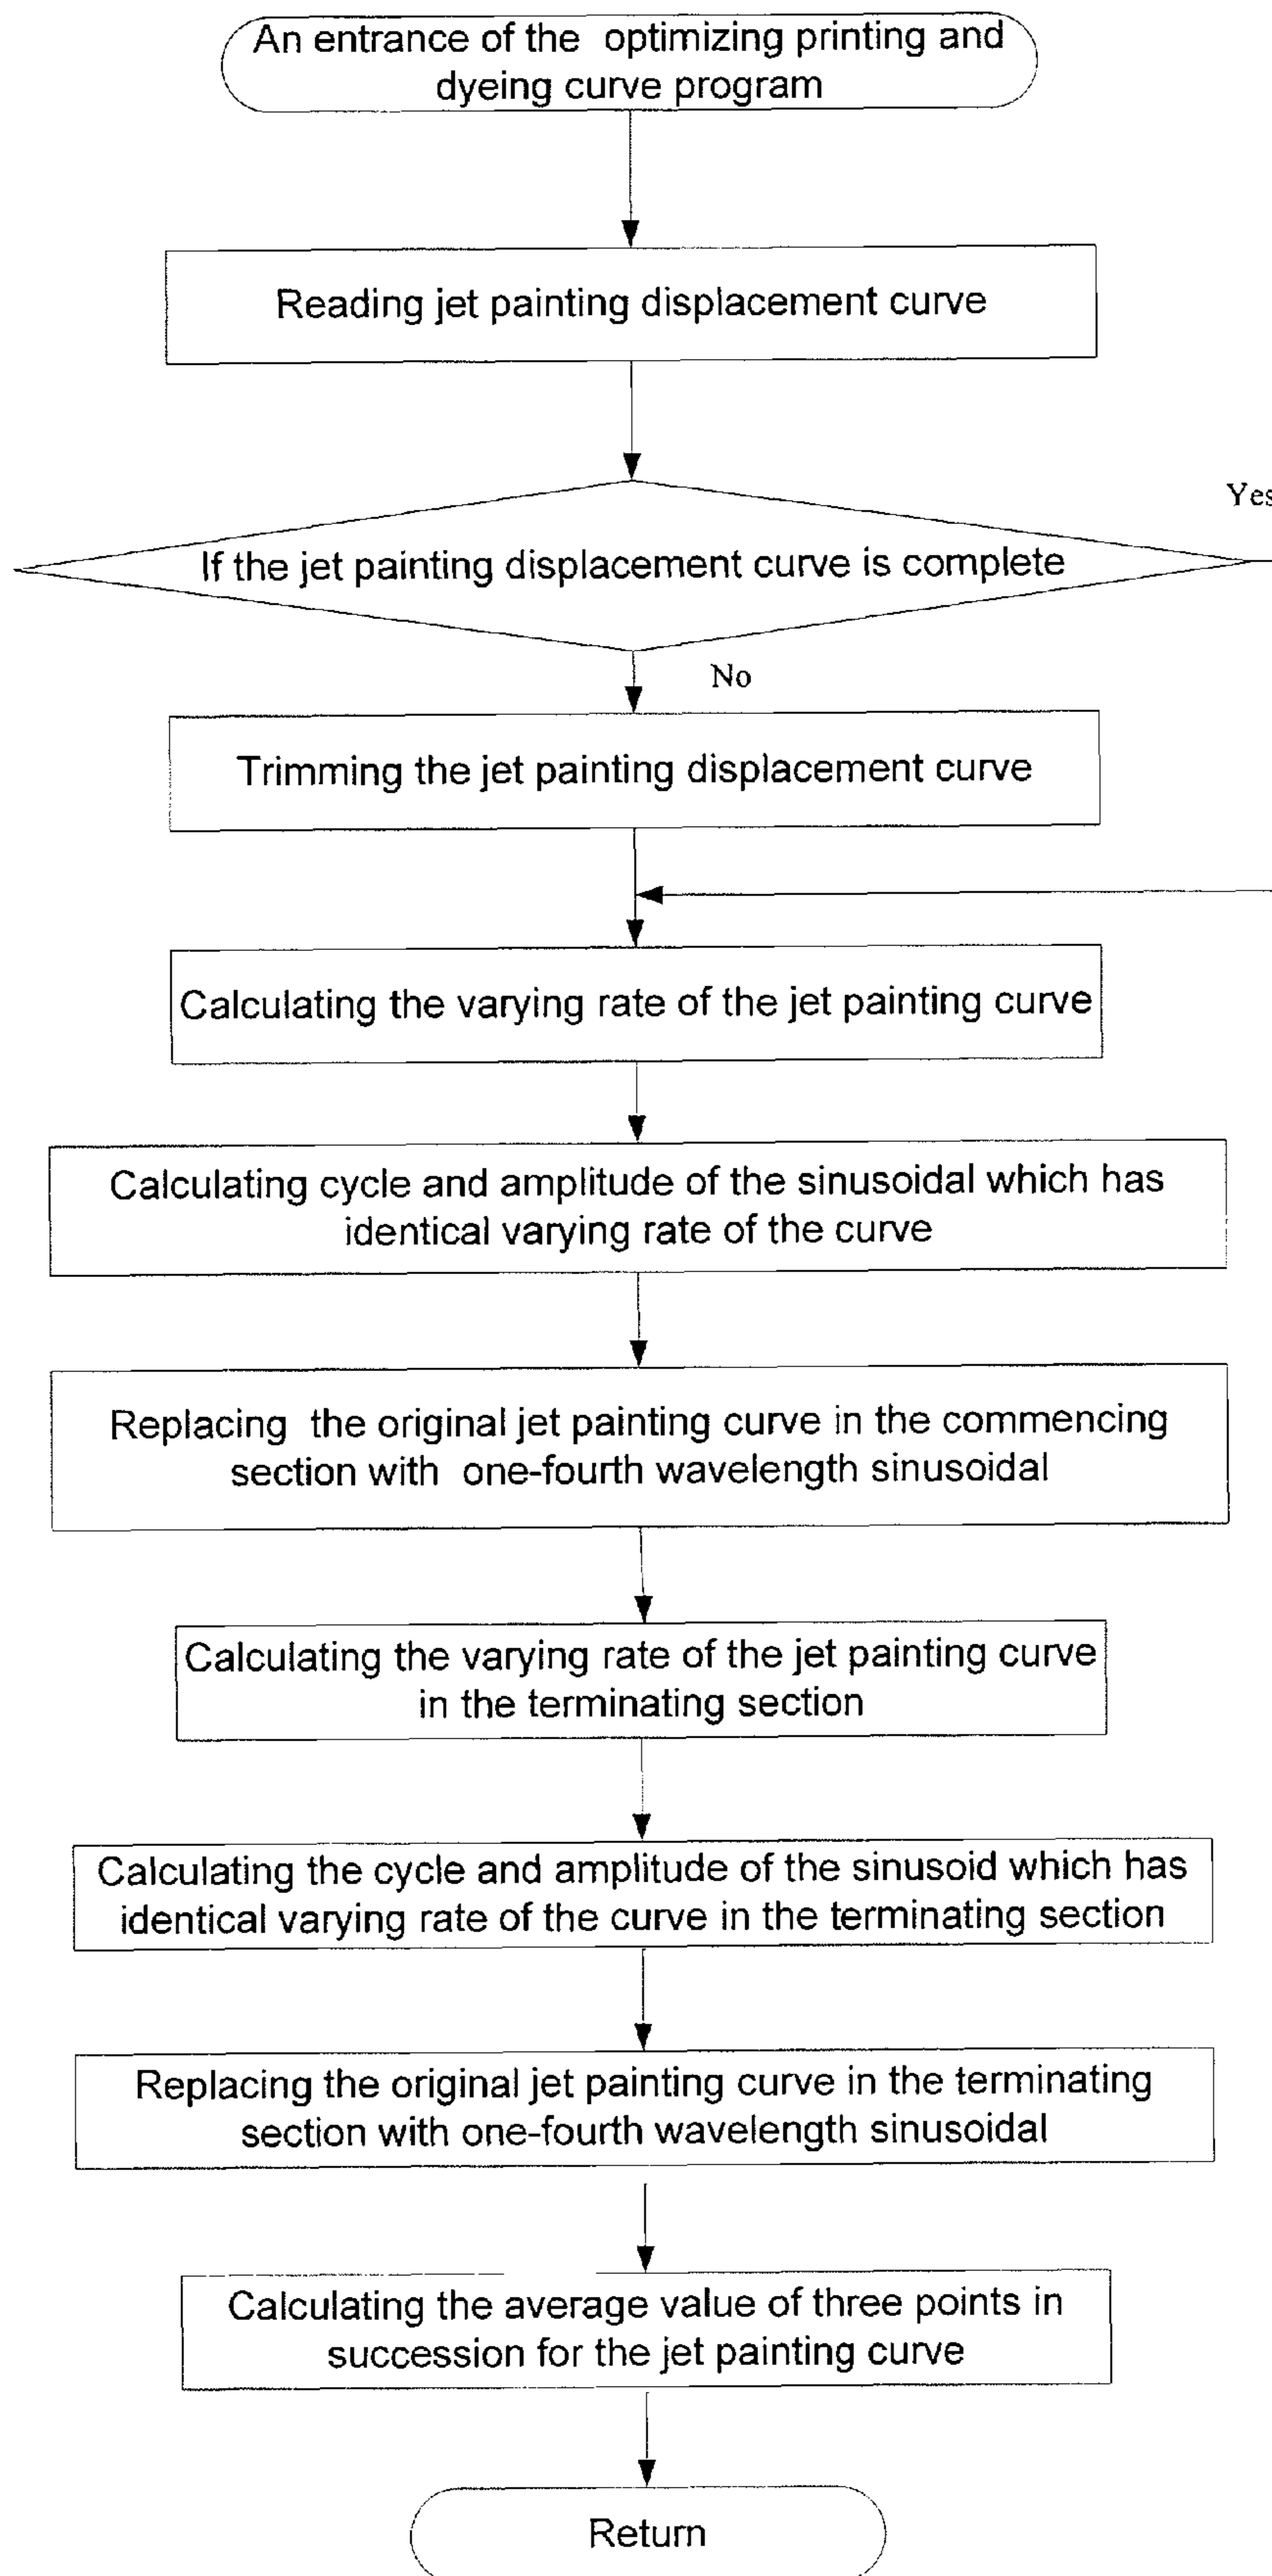 An entrance of the optimizing printing and
dyeing curve program
Reading jet painting displacement curve
Yes
If the jet painting displacement curve is complete
No
Trimming the jet painting displacement curve
Calculating the varying rate of the jet painting curve
Calculating cycle and amplitude of the sinusoidal which has
identical varying rate of the curve
Replacing the original jet painting curve in the commencing
section with one-fourth wavelength sinusoidal
Calculating the varying rate of the jet painting curve
in the terminating section
Calculating the cycle and amplitude of the sinusoid which has
identical varying rate of the curve in the terminating section
Replacing the original jet painting curve in the terminating
section with one-fourth wavelength sinusoidal
Calculating the average value of three points in
succession for the jet painting curve
Return